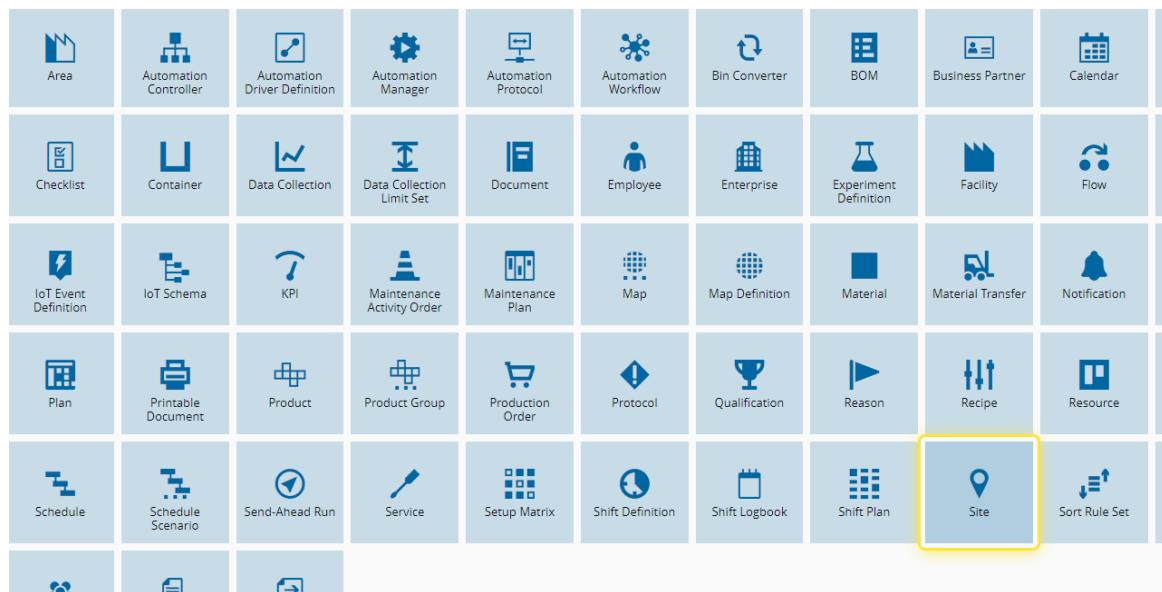 Area
Automation
Controller
Automation
Driver Definition
Automation
Manager
Automation
Protocol
Automation
Workflow
Bin Converter
BOM
Business Partner
Calendar
Checklist
Container
Data Collection
Data Collection
Limit Set
Document
Employee
Enterprise
Experiment
Definition
Facility
Flow
IoT Event
Definition
IoT Schema
KPI
Maintenance
Activity Order
Maintenance
Plan
Map
Map Definition
Material
Material Transfer
Notification
Plan
Printable
Document
Product
Product Group
Production
Order
Protocol
Qualification
Reason
Recipe
Resource
Schedule
Schedule
Scenario
Send-Ahead Run
Service
Setup Matrix
Shift Definition
Shift Logbook
Shift Plan
Site
Sort Rule Set